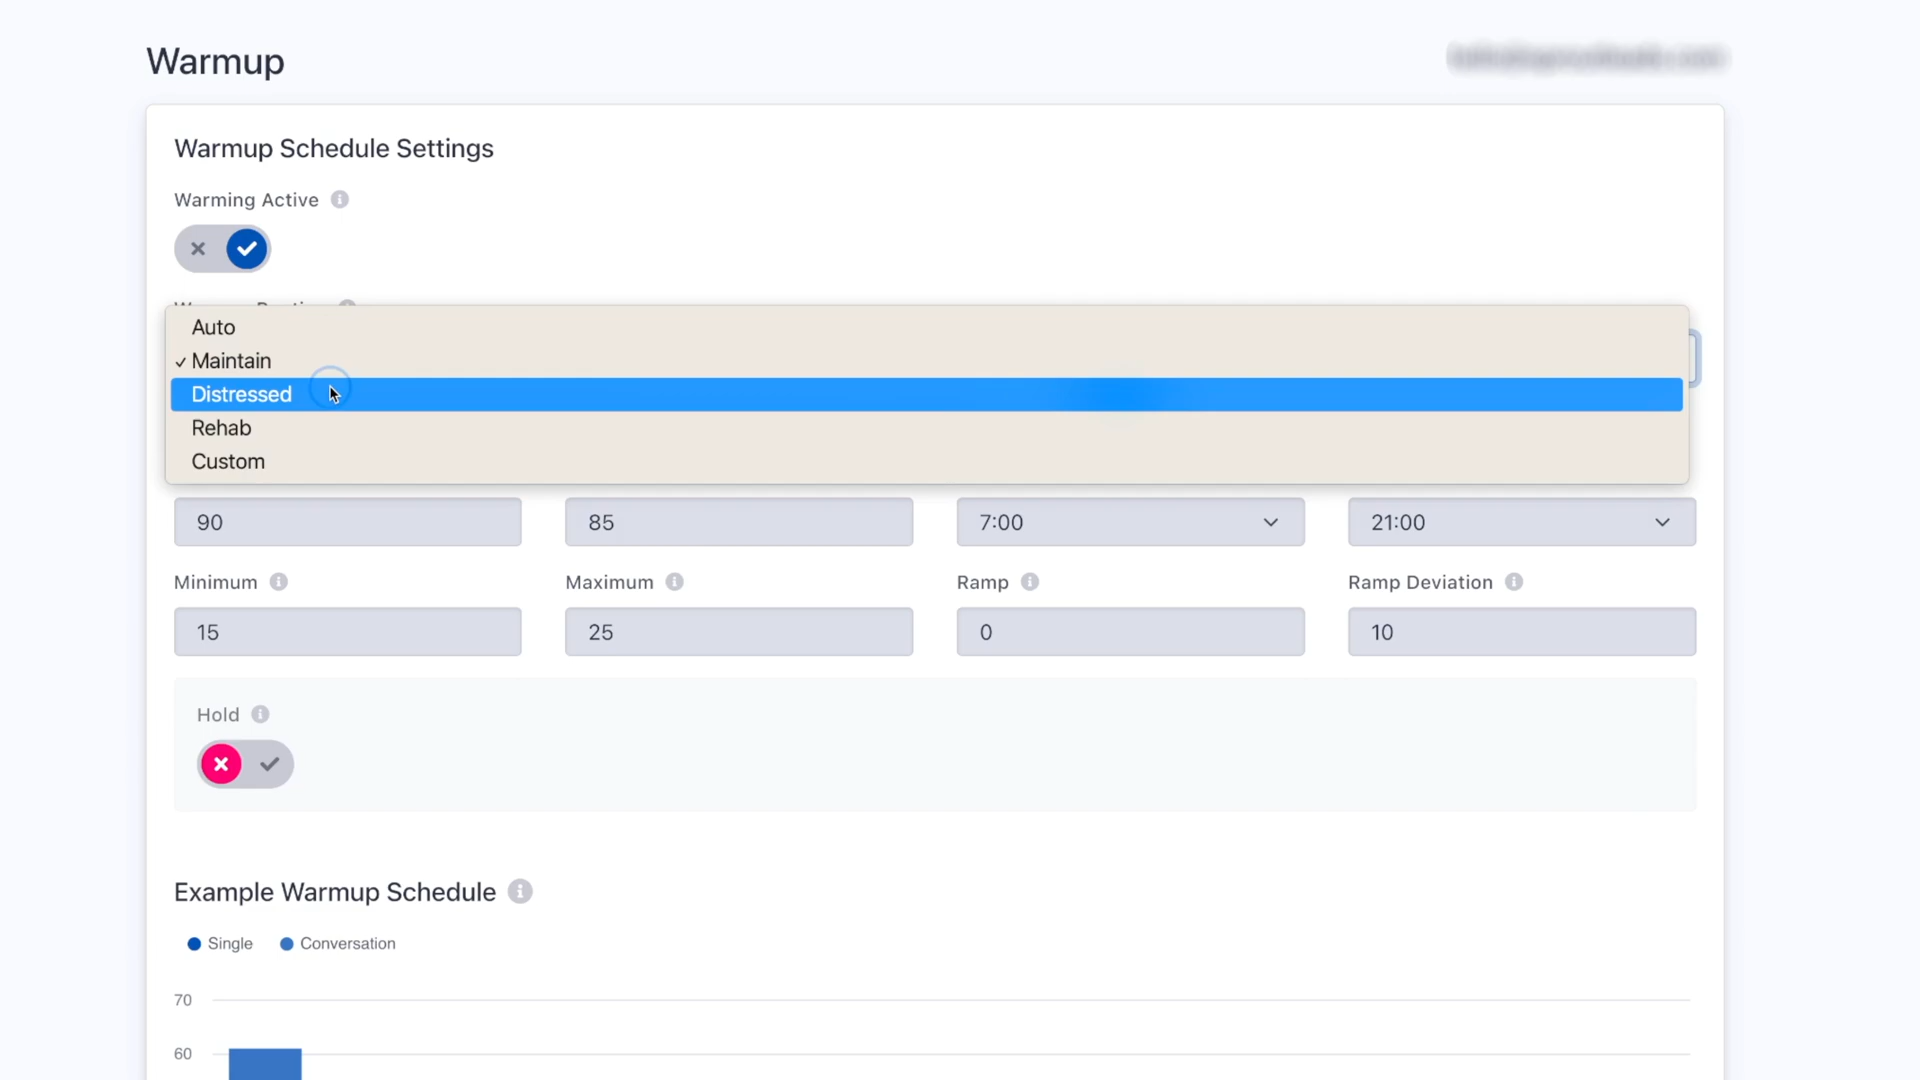 Warmup
Warmup Schedule Settings
Warming Active
Auto
✓ Maintain
Distressed
Rehab
Custom
90 85 7:00 21:00
Minimum Maximum Ramp Ramp Deviation
15 25 0 10
Hold
Example Warmup Schedule
Single Conversation
70
60